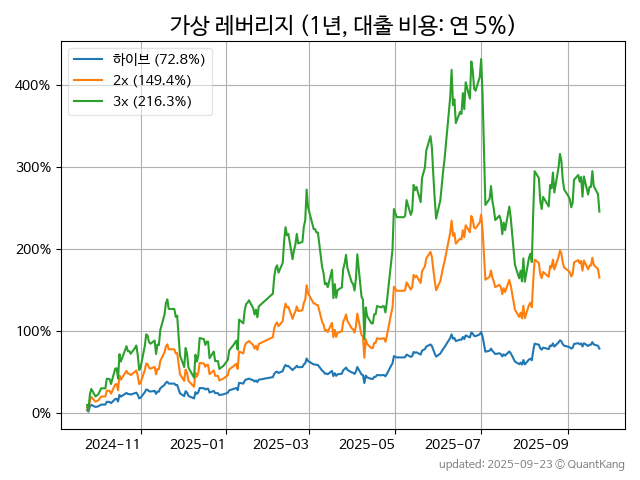 가상 레버리지 (1년, 대출 비용: 연 5%)
하이브 (72.8%)
2x (149.4%)
3x (216.3%)
400%
300%
200%
100%
0%
2024-11
2025-01
2025-03
2025-05
2025-07
2025-09
updated: 2025-09-23 © QuantKang